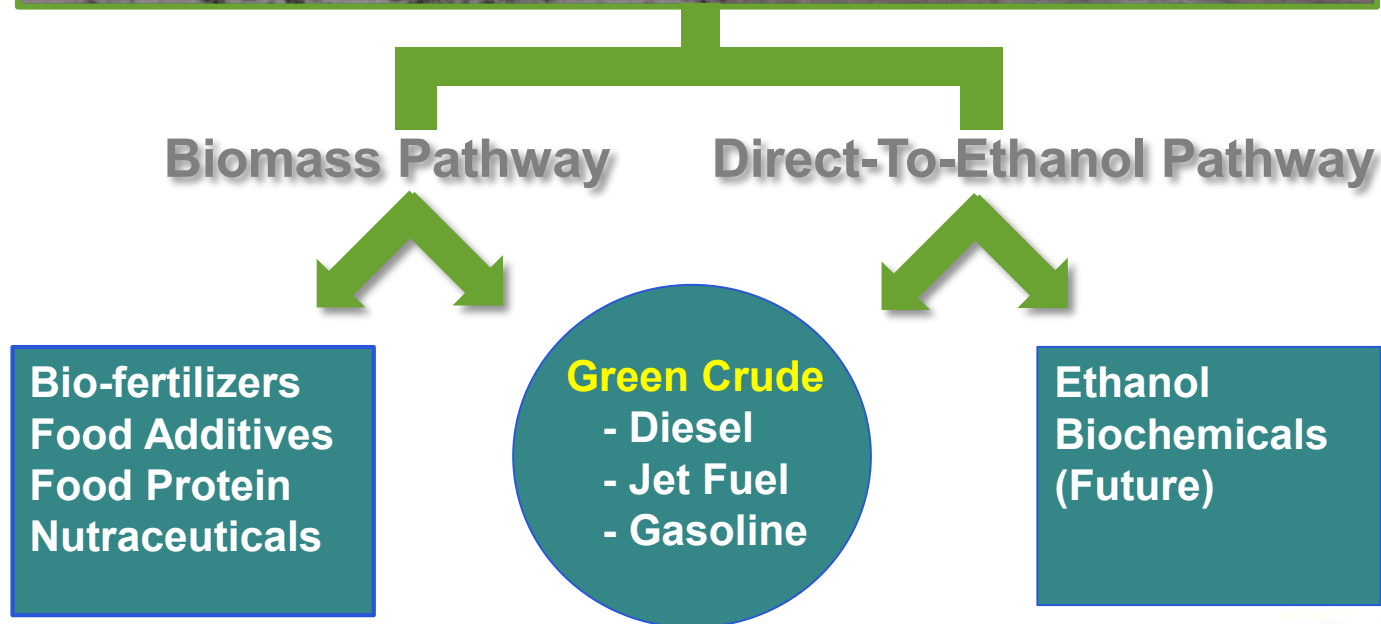 Biomass Pathway
Direct-To-Ethanol Pathway
Bio-fertilizers
Food Additives
Food Protein
Nutraceuticals
Green Crude
- Diesel
- Jet Fuel
- Gasoline
Ethanol
Biochemicals
(Future)